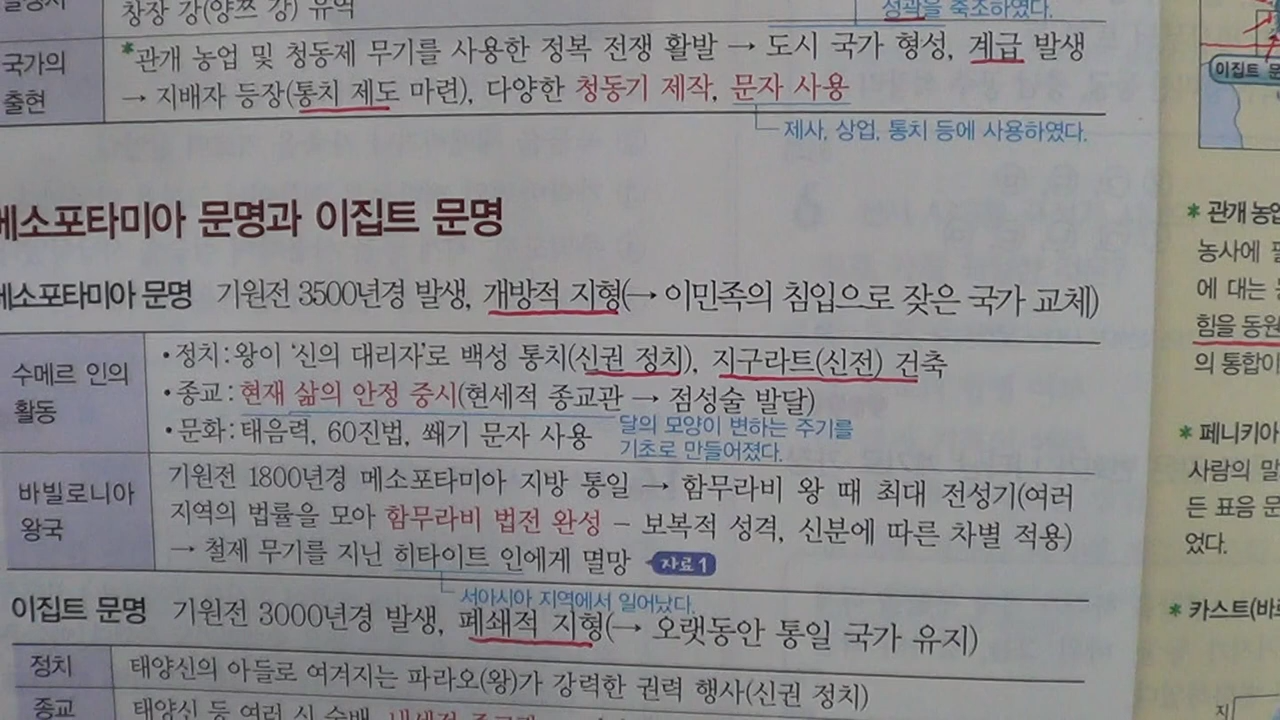 창장 강(양쯔 강) 유역
성곽을 축조하였다.
국가의 출현
*관개 농업 및 청동제 무기를 사용한 정복 전쟁 활발 → 도시 국가 형성, 계급 발생
→ 지배자 등장(통치 제도 마련), 다양한 청동기 제작, 문자 사용
제사, 상업, 통치 등에 사용하였다.
메소포타미아 문명과 이집트 문명
메소포타미아 문명 기원전 3500년경 발생, 개방적 지형(→ 이민족의 침입으로 잦은 국가 교체)
수메르 인의
활동
• 정치 : 왕이 '신의 대리자'로 백성 통치(신권 정치), 지구라트(신전) 건축
• 종교 : 현재 삶의 안정 중시(현세적 종교관 → 점성술 발달)
• 문화 : 태음력, 60진법, 쐐기 문자 사용
달의 모양이 변하는 주기를
기초로 만들어졌다.
바빌로니아
왕국
기원전 1800년경 메소포타미아 지방 통일 → 함무라비 왕 때 최대 전성기(여러
지역의 법률을 모아 함무라비 법전 완성 – 보복적 성격, 신분에 따른 차별 적용)
→ 철제 무기를 지닌 히타이트 인에게 멸망 자료1
서아시아 지역에서 일어났다.
이집트 문명 기원전 3000년경 발생, 폐쇄적 지형(→ 오랫동안 통일 국가 유지)
정치
태양신의 아들로 여겨지는 파라오(왕)가 강력한 권력 행사(신권 정치)
종교
태양신 등 여러 신 숭배,
이집트
* 관개 농업
농사에
에 대는
힘을 동원
의 통합이
* 페니키아
사람의 말
든 표음 문
었다.
* 카스트(바